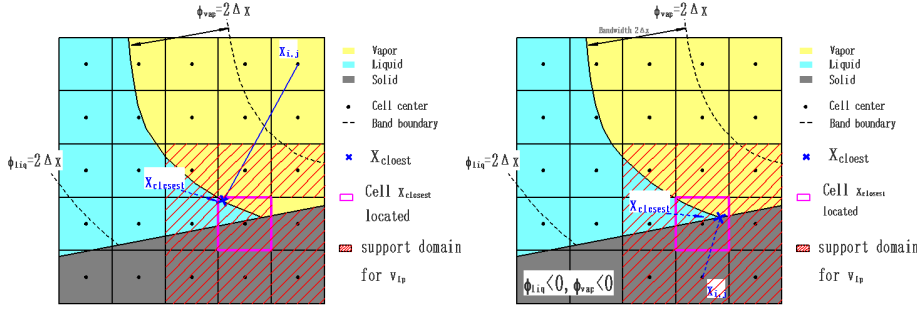 ϕvap=2Δx
Xi,j
ϕliq=2Δx
Xclosest
Vapor
Liquid
Solid
Cell center
Band boundary
Xcloest
Cell Xclosest
located
support domain
for vIp
ϕvap=2Δx
Bandwidth 2Δx
ϕliq=2Δx
Xclosest
ϕliq<0, ϕvap<0
Xi,j
Vapor
Liquid
Solid
Cell center
Band boundary
Xcloest
Cell Xclosest
located
support domain
for vIp